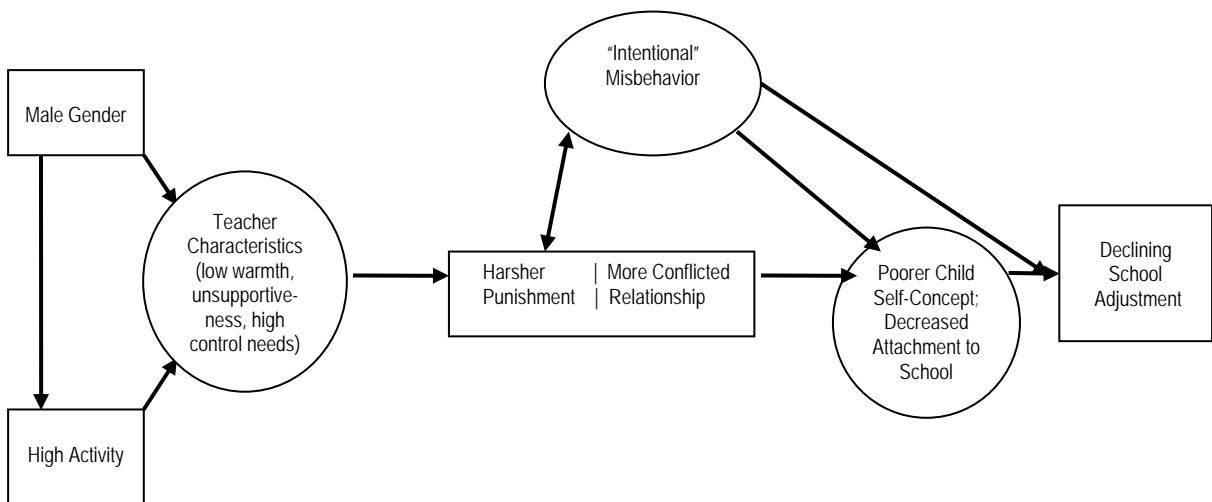 “Intentional”
Misbehavior
Male Gender
Teacher
Characteristics
(low warmth,
unsupportive-
ness, high
control needs)
Harsher | More Conflicted
Punishment | Relationship
Poorer Child
Self-Concept;
Decreased
Attachment to
School
Declining
School
Adjustment
High Activity